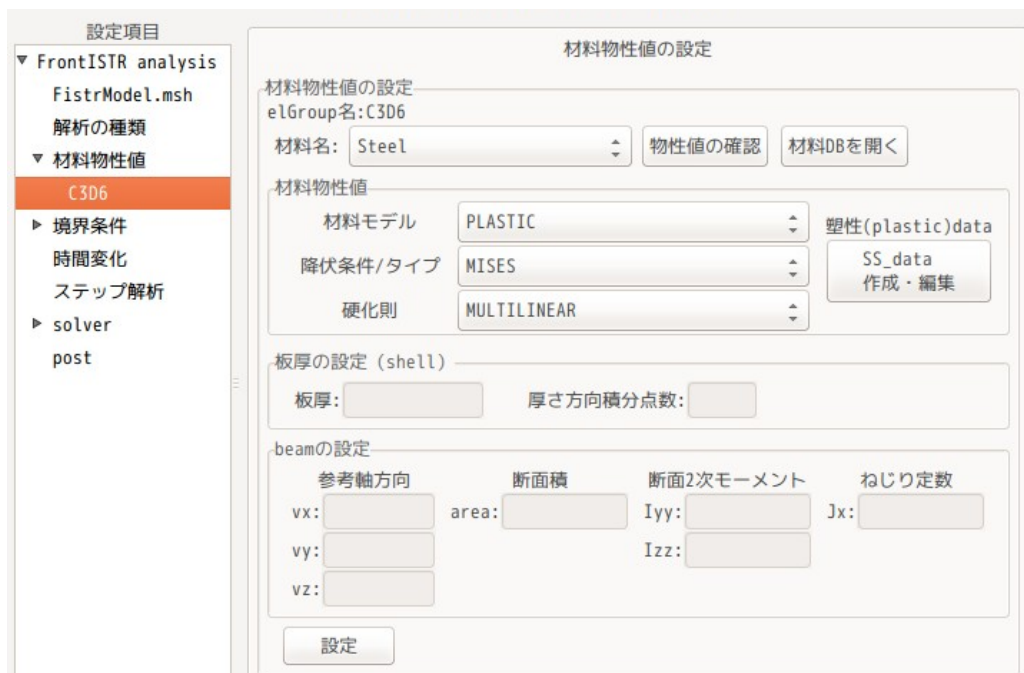 設定項目
FrontISTR analysis
FistrModel.msh
解析の種類
材料物性値
C3D6
境界条件
時間変化
ステップ解析
solver
post
材料物性値の設定
材料物性値の設定
elGroup名:C3D6
材料名: Steel 物性値の確認 材料DBを開く
材料物性値
材料モデル PLASTIC 塑性(plastic)data
降伏条件/タイプ MISES SS_data
作成・編集
硬化則 MULTILINEAR
板厚の設定 (shell)
板厚: 厚さ方向積分点数:
beamの設定
参考軸方向 断面積 断面2次モーメント ねじり定数
vx: area: Iyy: Jx:
vy: Izz:
vz:
設定